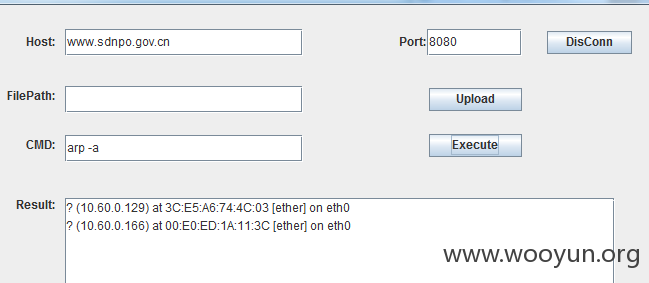 Host: www.sdnpo.gov.cn Port: 8080 DisConn
FilePath: Upload
CMD: arp -a Execute
Result: ? (10.60.0.129) at 3C:E5:A6:74:4C:03 [ether] on eth0
? (10.60.0.166) at 00:E0:ED:1A:11:3C [ether] on eth0
www.wooyun.org